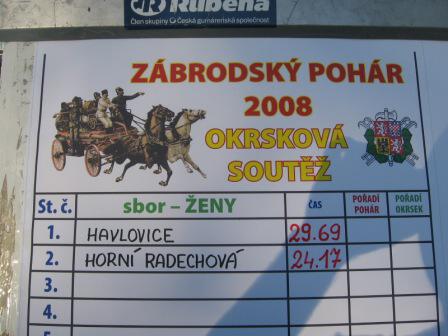 Rubena
Člen skupiny Česká gumárenská společnost
ZÁBRODSKÝ POHÁR
2008
OKRSKOVÁ
SOUTĚŽ
St. č. sbor – ŽENY ČAS POŘADÍ POHÁR POŘADÍ OKRSEK
1. HAVLOVICE 29.69
2. HORNÍ RADECHOVÁ 24.17
3.
4.